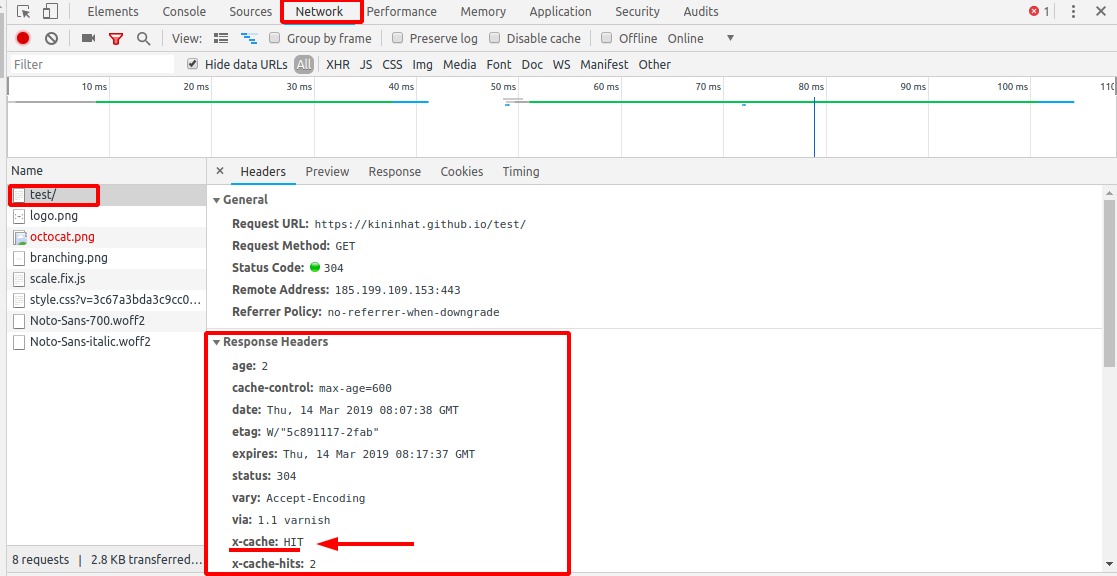 Elements Console Sources Network Performance Memory Application Security Audits 1
View: Group by frame Preserve log Disable cache Offline Online
Filter Hide data URLs All XHR JS CSS Img Media Font Doc WS Manifest Other
10 ms 20 ms 30 ms 40 ms 50 ms 60 ms 70 ms 80 ms 90 ms 100 ms 110
Name
test/
logo.png
octocat.png
branching.png
scale.fix.js
style.css?v=3c67a3bda3c9cc0...
Noto-Sans-700.woff2
Noto-Sans-italic.woff2
8 requests | 2.8 KB transferred...
× Headers Preview Response Cookies Timing
General
Request URL: https://kininhat.github.io/test/
Request Method: GET
Status Code: 304
Remote Address: 185.199.109.153:443
Referrer Policy: no-referrer-when-downgrade
Response Headers
age: 2
cache-control: max-age=600
date: Thu, 14 Mar 2019 08:07:38 GMT
etag: W/"5c891117-2fab"
expires: Thu, 14 Mar 2019 08:17:37 GMT
status: 304
vary: Accept-Encoding
via: 1.1 varnish
x-cache: HIT
x-cache-hits: 2